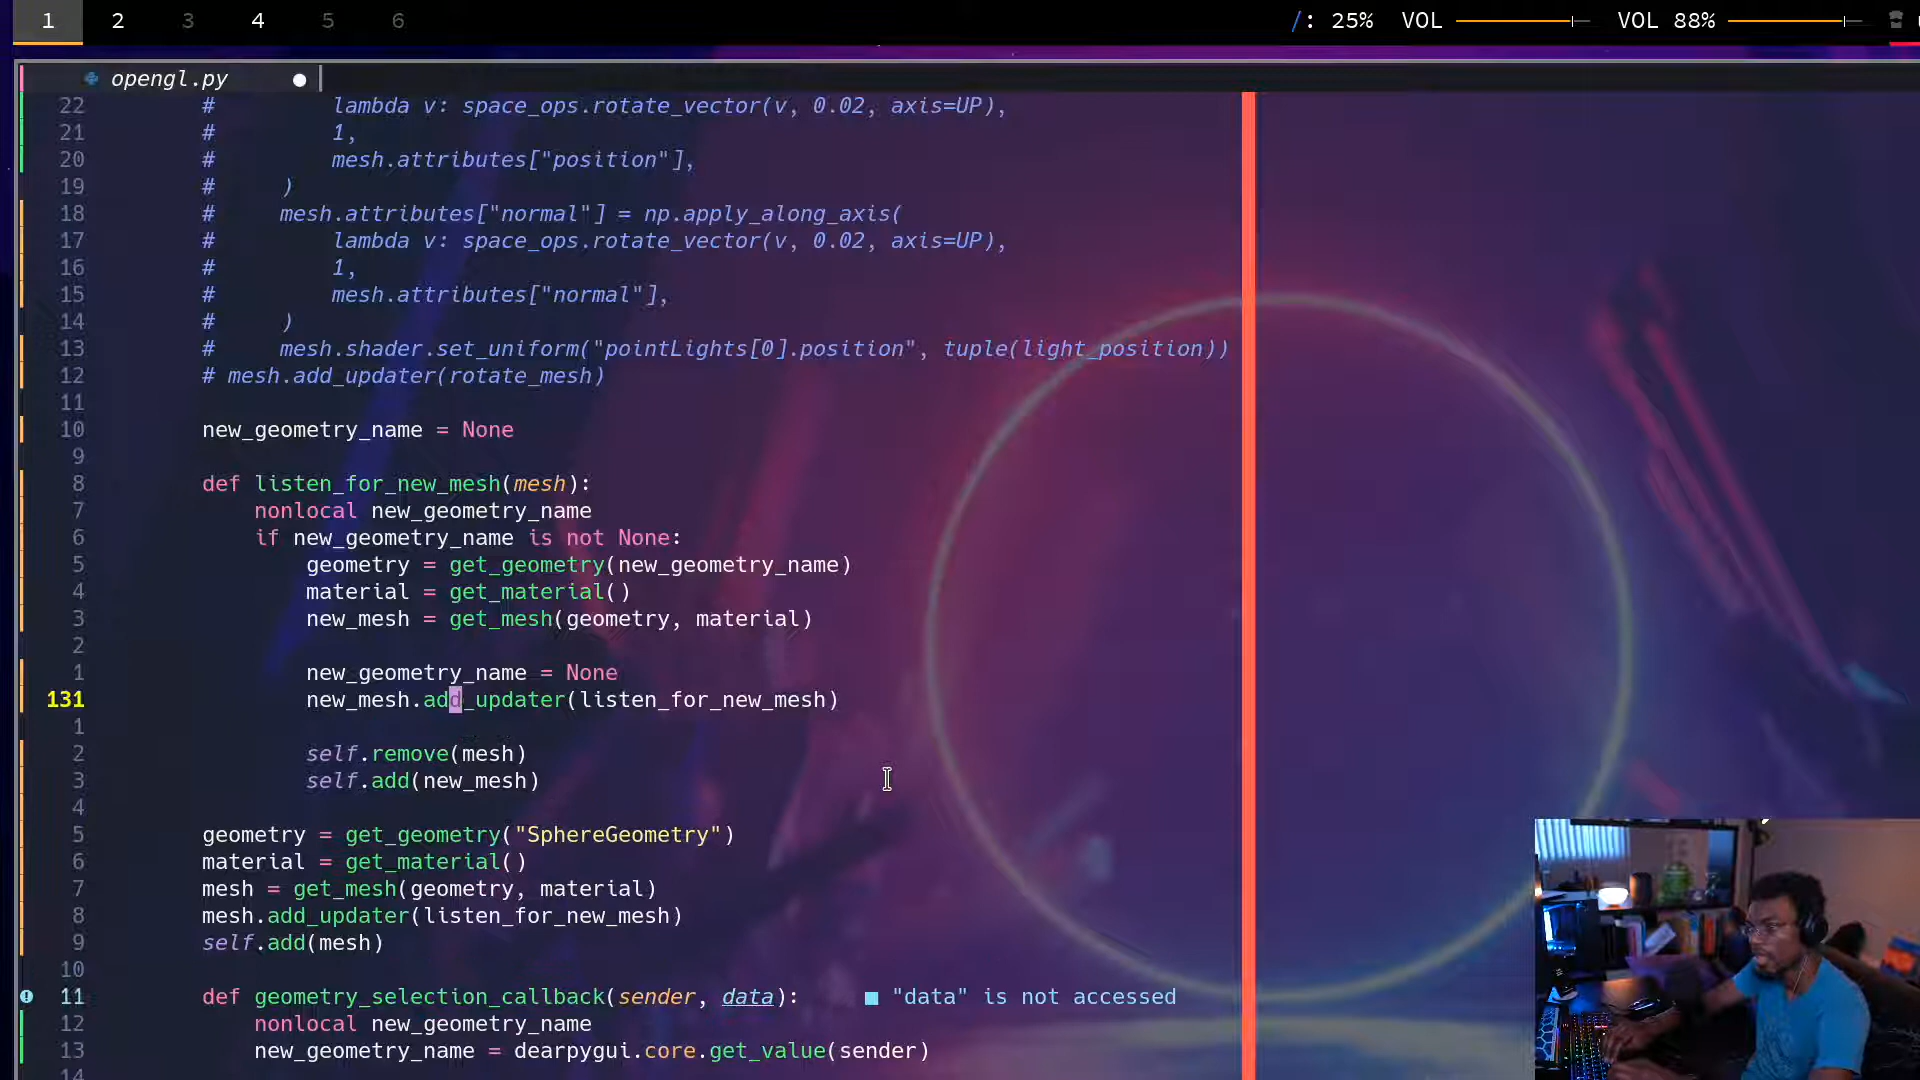 1 2 3 4 5 6 /: 25% VOL VOL 88%
opengl.py
22 # lambda v: space_ops.rotate_vector(v, 0.02, axis=UP),
21 # 1,
20 # mesh.attributes["position"],
19 # )
18 # mesh.attributes["normal"] = np.apply_along_axis(
17 # lambda v: space_ops.rotate_vector(v, 0.02, axis=UP),
16 # 1,
15 # mesh.attributes["normal"],
14 # )
13 # mesh.shader.set_uniform("pointLights[0].position", tuple(light_position))
12 # mesh.add_updater(rotate_mesh)
11
10 new_geometry_name = None
9
8 def listen_for_new_mesh(mesh):
7 nonlocal new_geometry_name
6 if new_geometry_name is not None:
5 geometry = get_geometry(new_geometry_name)
4 material = get_material()
3 new_mesh = get_mesh(geometry, material)
2
1 new_geometry_name = None
131 new_mesh.add_updater(listen_for_new_mesh)
1
2 self.remove(mesh)
3 self.add(new_mesh)
4
5 geometry = get_geometry("SphereGeometry")
6 material = get_material()
7 mesh = get_mesh(geometry, material)
8 mesh.add_updater(listen_for_new_mesh)
9 self.add(mesh)
10
11 def geometry_selection_callback(sender, data): "data" is not accessed
12 nonlocal new_geometry_name
13 new_geometry_name = dearpygui.core.get_value(sender)
14